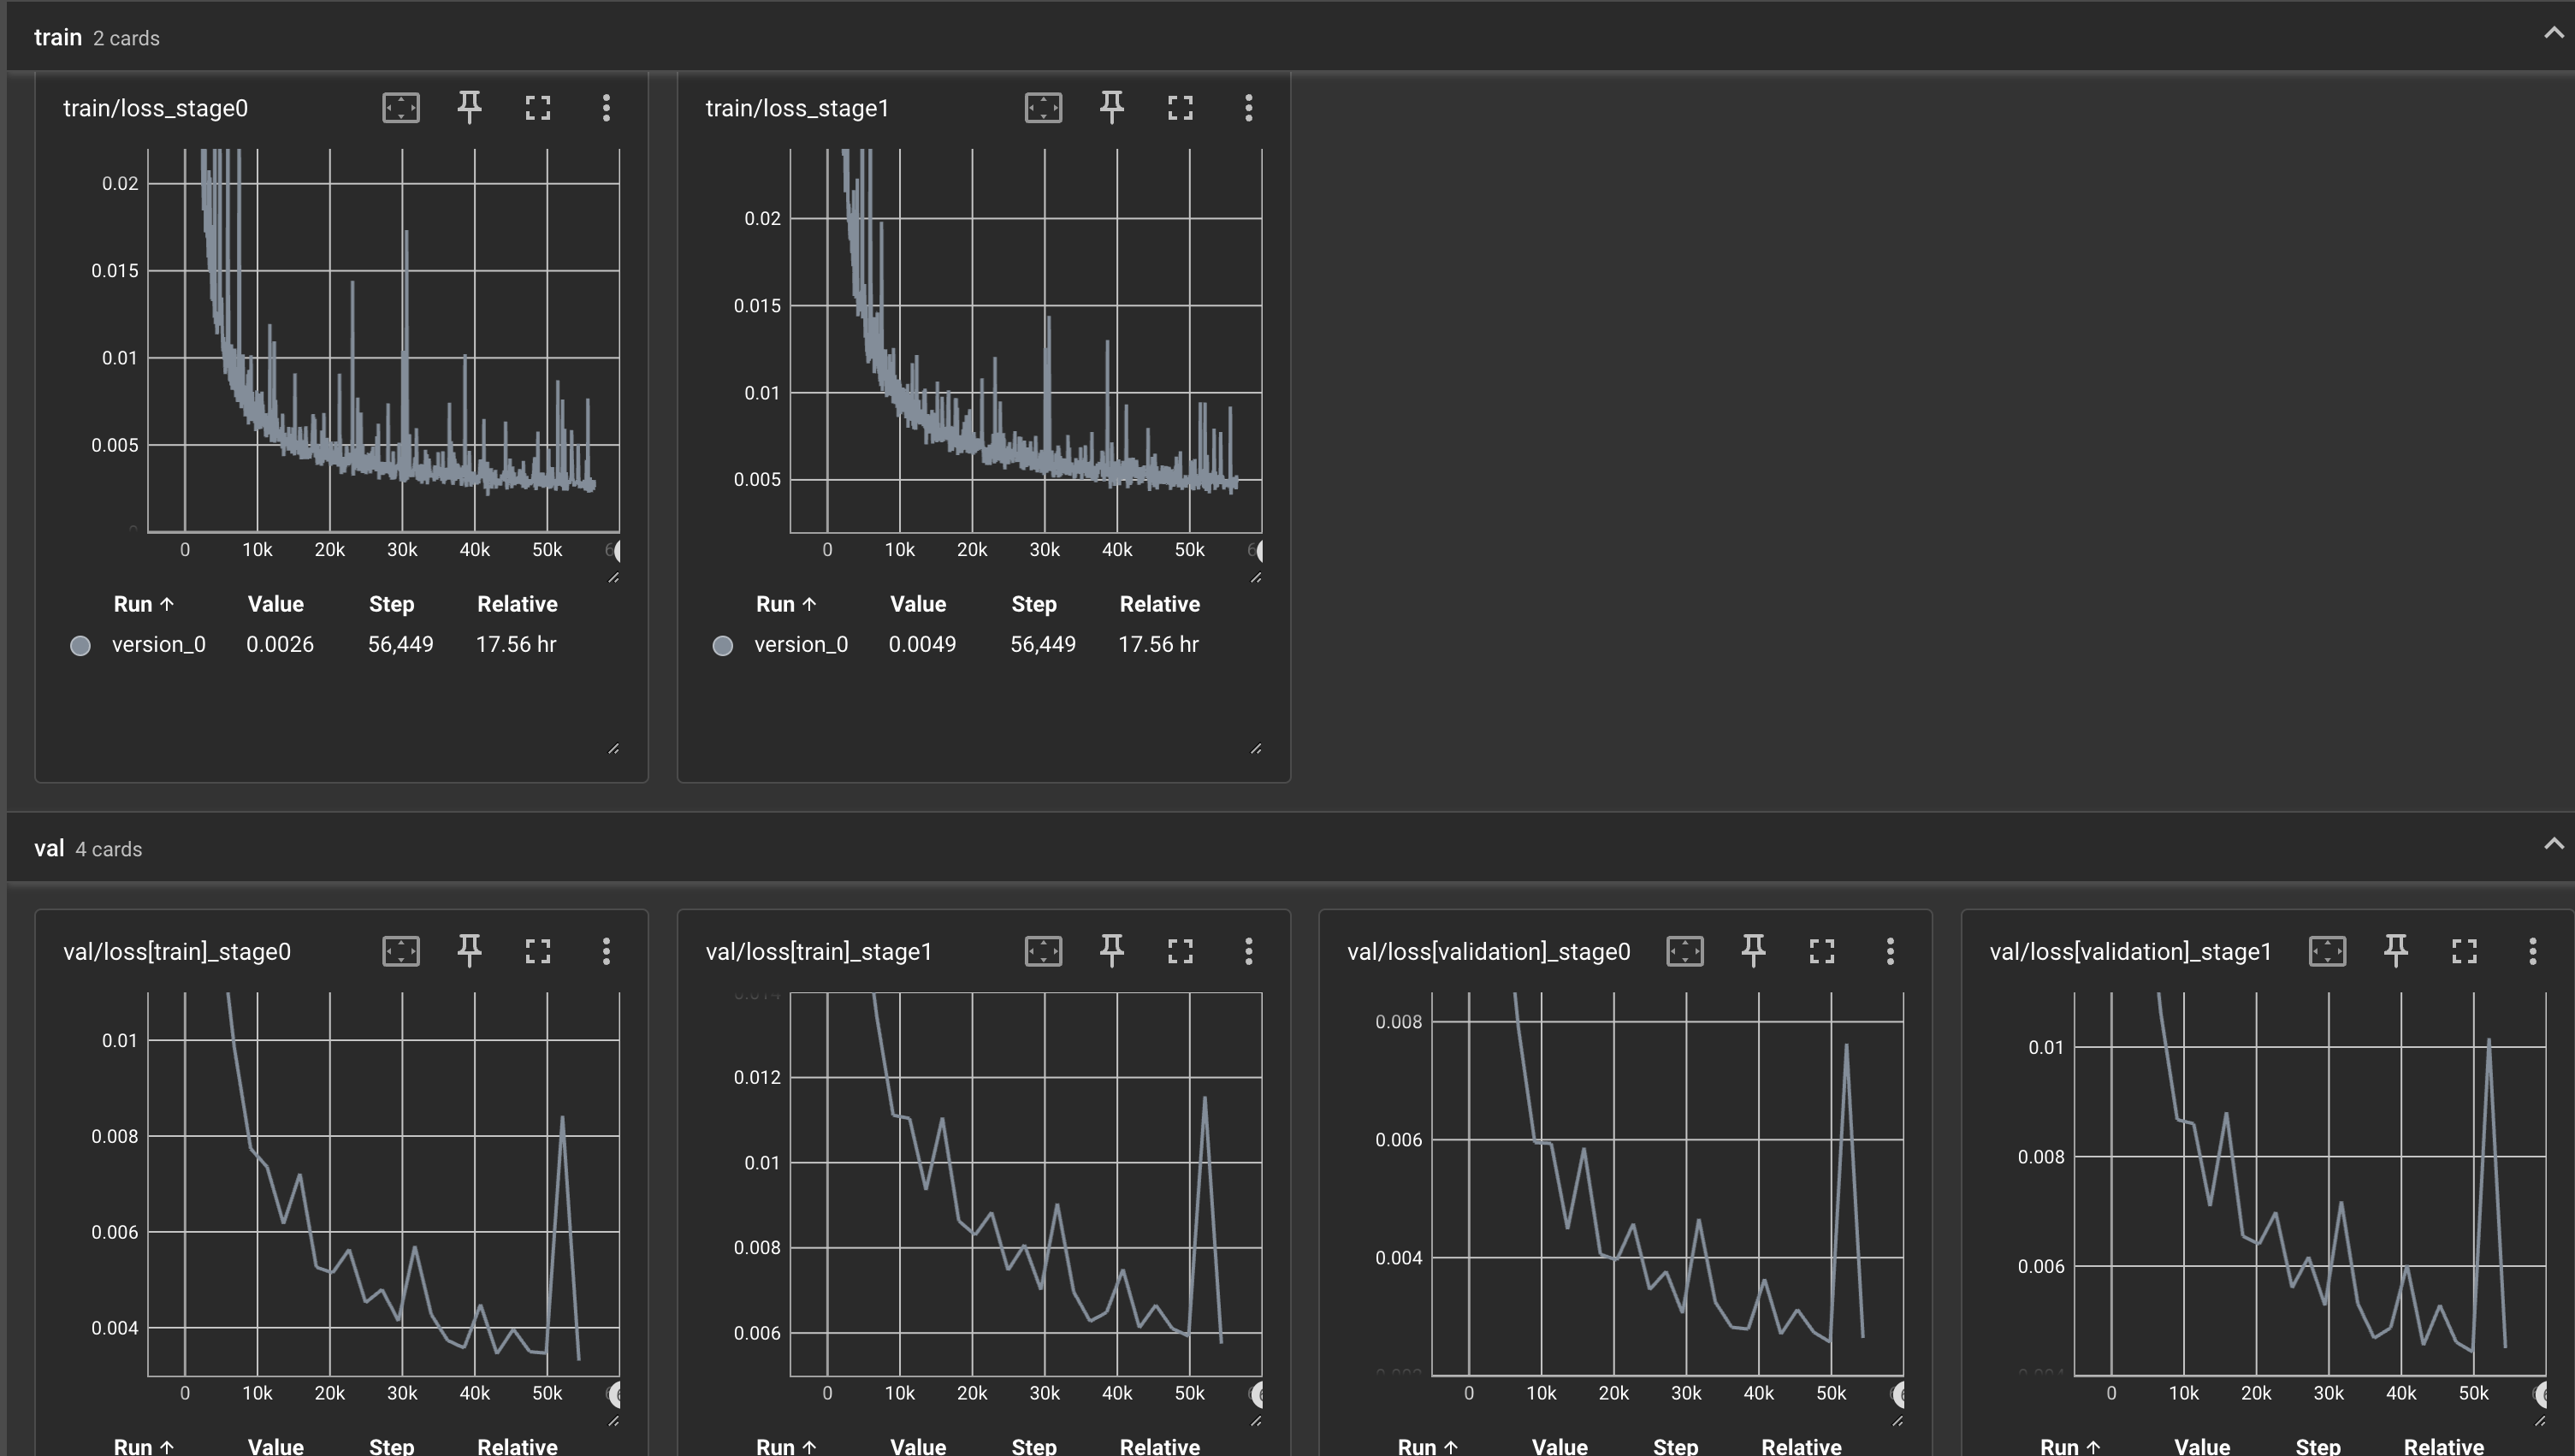 train 2 cards
train/loss_stage0
0.02
0.015
0.01
0.005
0 10k 20k 30k 40k 50k
Run ↑ Value Step Relative
version_0 0.0026 56,449 17.56 hr
train/loss_stage1
0.02
0.015
0.01
0.005
0 10k 20k 30k 40k 50k
Run ↑ Value Step Relative
version_0 0.0049 56,449 17.56 hr
val 4 cards
val/loss[train]_stage0
0.01
0.008
0.006
0.004
0 10k 20k 30k 40k 50k
Run ↑ Value Step Relative
val/loss[train]_stage1
0.014
0.012
0.01
0.008
0.006
0 10k 20k 30k 40k 50k
Run ↑ Value Step Relative
val/loss[validation]_stage0
0.008
0.006
0.004
0 10k 20k 30k 40k 50k
Run ↑ Value Step Relative
val/loss[validation]_stage1
0.01
0.008
0.006
0.004
0 10k 20k 30k 40k 50k
Run ↑ Value Step Relative